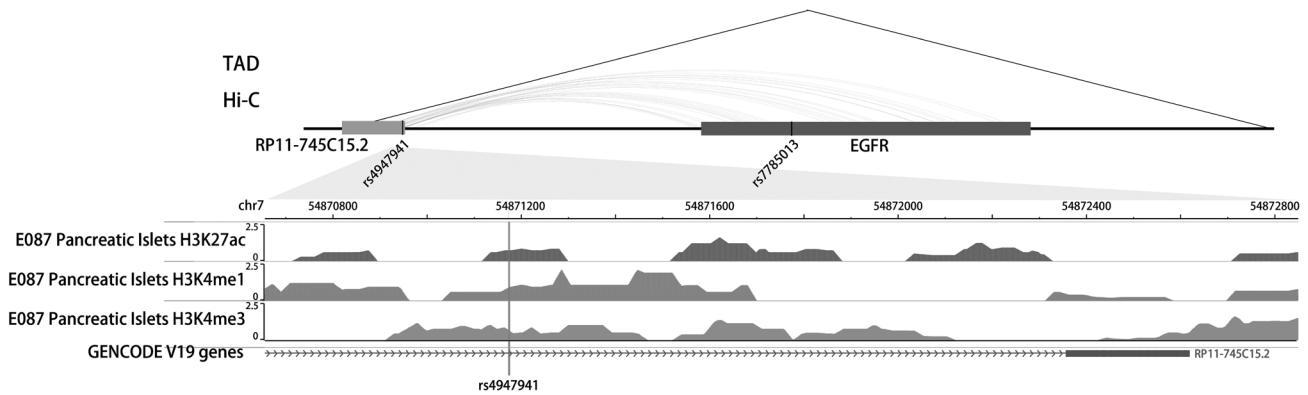 TAD
Hi-C
RP11-745C15.2
rs4947941
rs7785013
EGFR
chr7 54870800 54871200 54871600 54872000 54872400 54872800
2.5
E087 Pancreatic Islets H3K27ac
0
2.5
E087 Pancreatic Islets H3K4me1
0
2.5
E087 Pancreatic Islets H3K4me3
0
GENCODE V19 genes
RP11-745C15.2
rs4947941